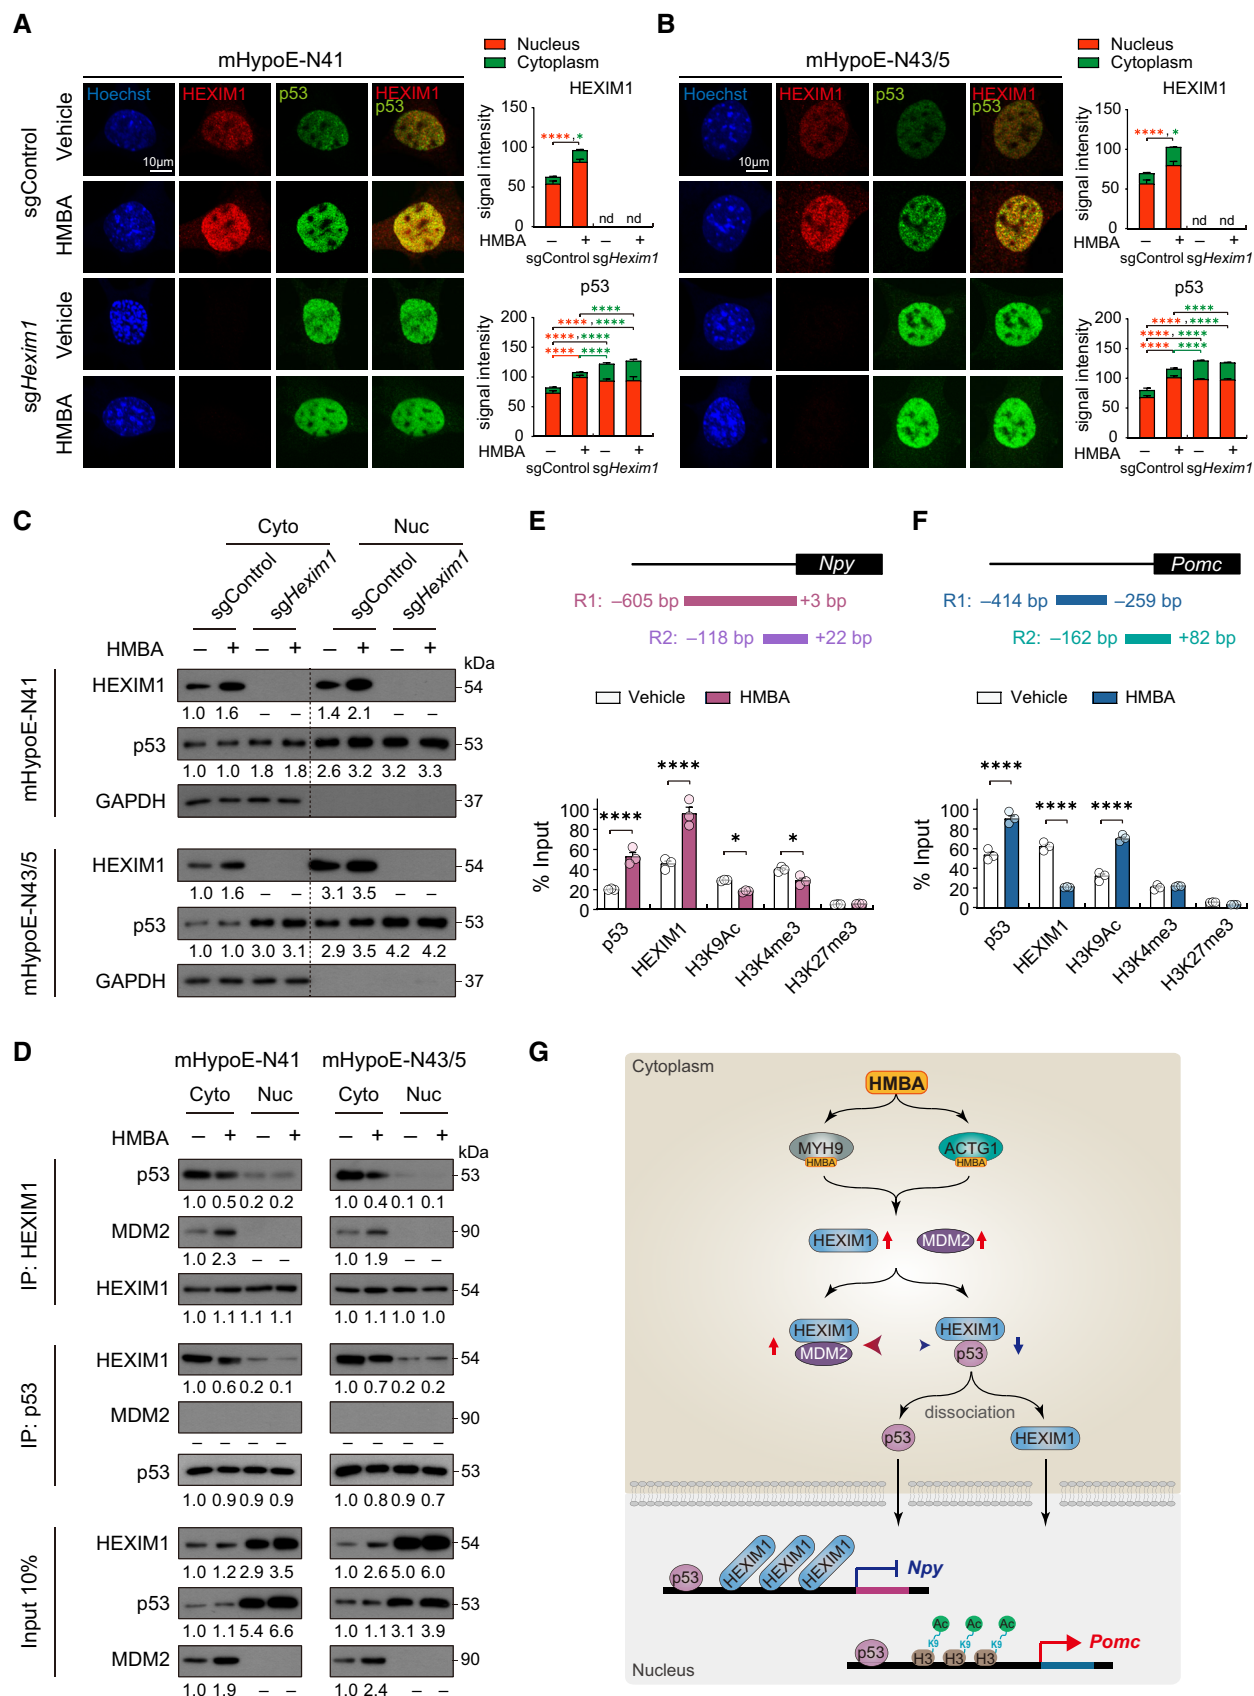 A
mHypoE-N41
Nucleus
Cytoplasm
sgControl
sgHexim1
Vehicle
HMBA
Vehicle
HMBA
Hoechst
HEXIM1
p53
HEXIM1
p53
10µm
HEXIM1
signal intensity
150
100
50
0
****,*
nd nd
HMBA – + – +
sgControl sgHexim1
p53
signal intensity
200
150
100
50
0
****
****,****
****,****
**** ****
HMBA – + – +
sgControl sgHexim1
B
mHypoE-N43/5
Nucleus
Cytoplasm
Hoechst
HEXIM1
p53
HEXIM1
p53
10µm
HEXIM1
signal intensity
150
100
50
0
****,*
nd nd
HMBA – + – +
sgControl sgHexim1
p53
signal intensity
200
150
100
50
0
****
****,****
****,****
**** ****
HMBA – + – +
sgControl sgHexim1
C
Cyto Nuc
sgControl sgHexim1 sgControl sgHexim1
HMBA – + – + – + – +
kDa
mHypoE-N41
HEXIM1 54
1.0 1.6 – – 1.4 2.1 – –
p53 53
1.0 1.0 1.8 1.8 2.6 3.2 3.2 3.3
GAPDH 37
mHypoE-N43/5
HEXIM1 54
1.0 1.6 – – 3.1 3.5
p53 53
1.0 1.0 3.0 3.1 2.9 3.5 4.2 4.2
GAPDH 37
D
mHypoE-N41 mHypoE-N43/5
Cyto Nuc Cyto Nuc
HMBA – + – + – + – +
kDa
IP: HEXIM1
p53 53
1.0 0.5 0.2 0.2 1.0 0.4 0.1 0.1
MDM2 90
1.0 2.3 – – 1.0 1.9 – –
HEXIM1 54
1.0 1.1 1.1 1.1 1.0 1.1 1.0 1.0
IP: p53
HEXIM1 54
1.0 0.6 0.2 0.1 1.0 0.7 0.2 0.2
MDM2 90
– – – – – – – –
p53 53
1.0 0.9 0.9 0.9 1.0 0.8 0.9 0.7
Input 10%
HEXIM1 54
1.0 1.2 2.9 3.5 1.0 2.6 5.0 6.0
p53 53
1.0 1.1 5.4 6.6 1.0 1.1 3.1 3.9
MDM2 90
1.0 1.9 – – 1.0 2.4 – –
E
Npy
R1: –605 bp +3 bp
R2: –118 bp +22 bp
Vehicle HMBA
% Input
100
80
60
40
20
0
****
****
*
*
p53
HEXIM1
H3K9Ac
H3K4me3
H3K27me3
F
Pomc
R1: –414 bp –259 bp
R2: –162 bp +82 bp
Vehicle HMBA
% Input
100
80
60
40
20
0
****
****
****
p53
HEXIM1
H3K9Ac
H3K4me3
H3K27me3
G
Cytoplasm
HMBA
MYH9 ACTG1
HMBA HMBA
HEXIM1 MDM2
HEXIM1 HEXIM1
MDM2 p53
dissociation
p53 HEXIM1
p53 HEXIM1 HEXIM1 HEXIM1 Npy
Ac Ac Ac
K9 K9 K9
p53 H3 H3 H3 Pomc
Nucleus